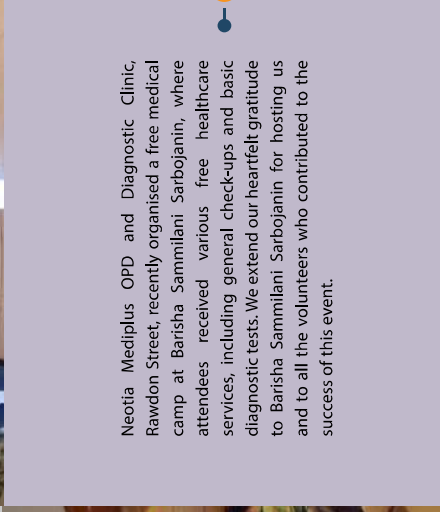 Neotia Mediplus OPD and Diagnostic Clinic,
Rawdon Street, recently organised a free medical
camp at Barisha Sammilani Sarbojanin, where
attendees received various free healthcare
services, including general check-ups and basic
diagnostic tests. We extend our heartfelt gratitude
to Barisha Sammilani Sarbojanin for hosting us
and to all the volunteers who contributed to the
success of this event.